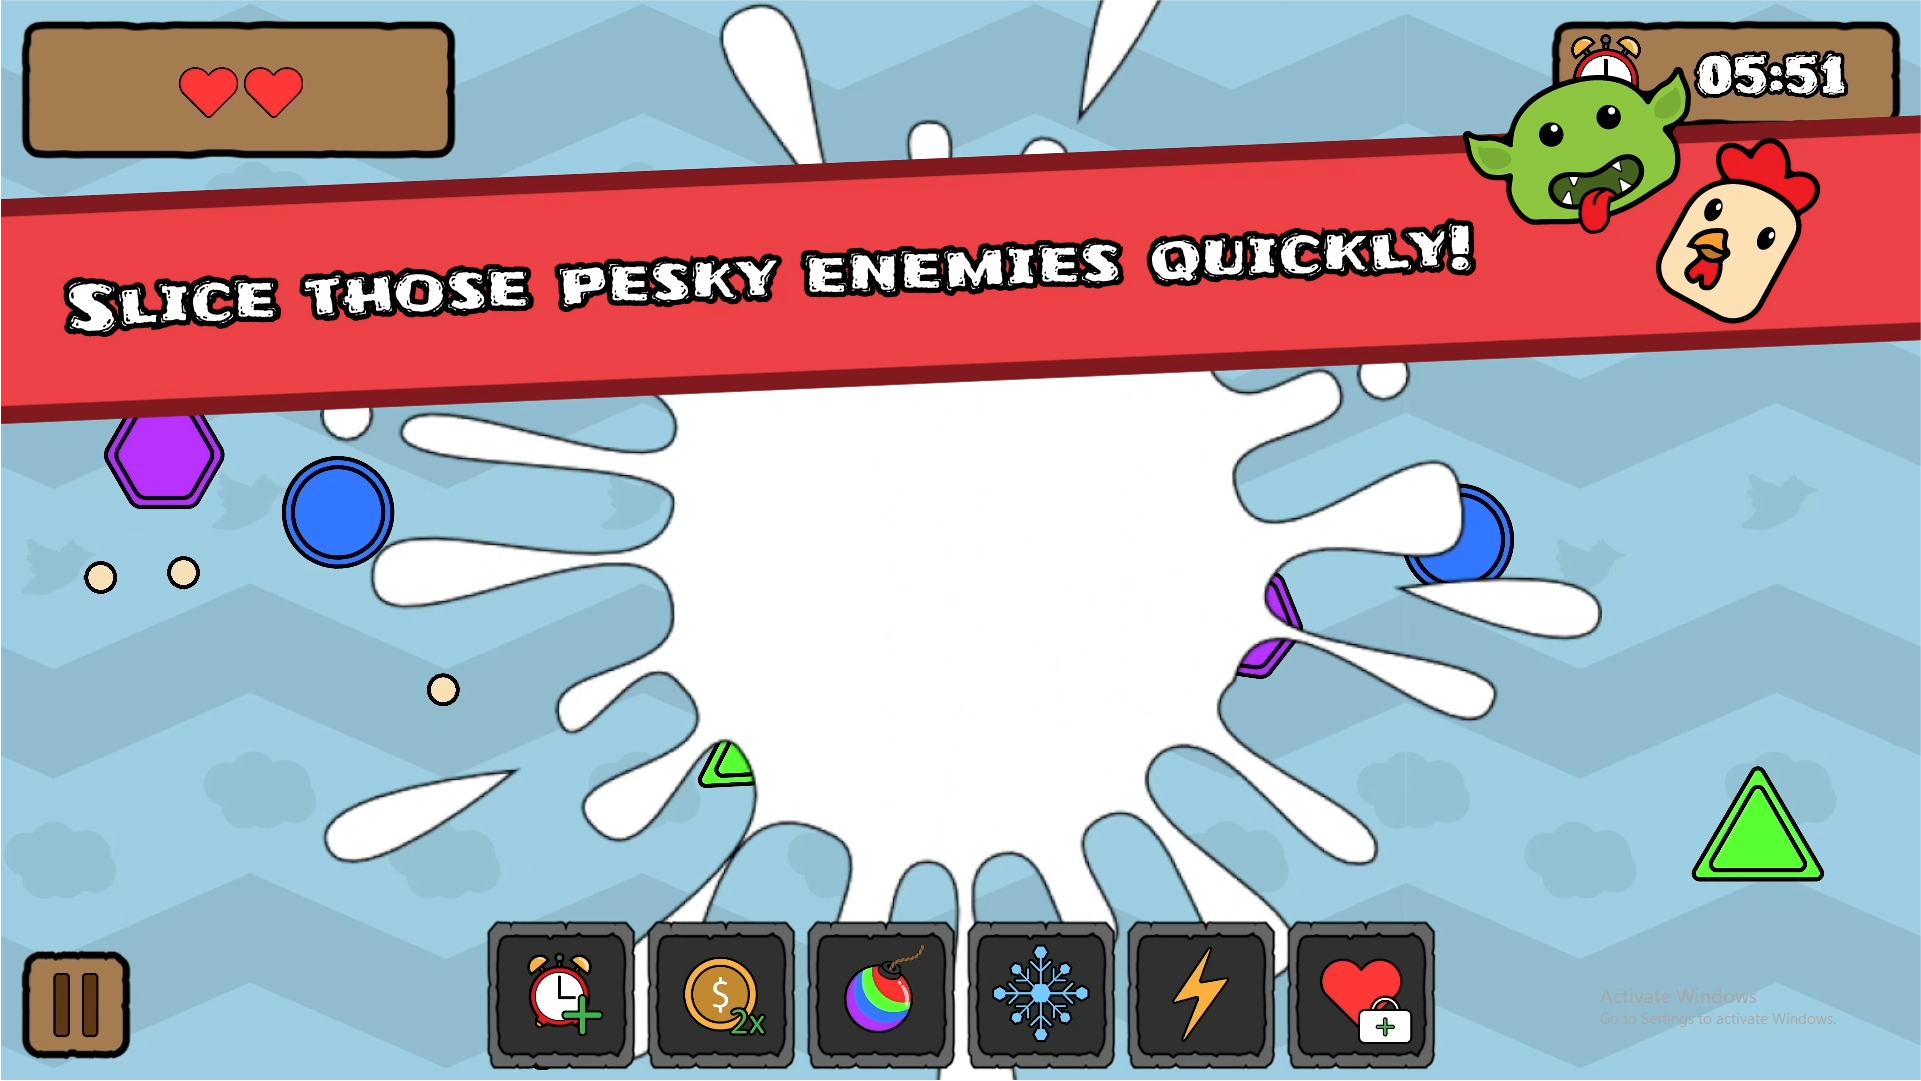 05:51
Slice those pesky enemies quickly!
$
2x
Activate Windows
Go to Settings to activate Windows.